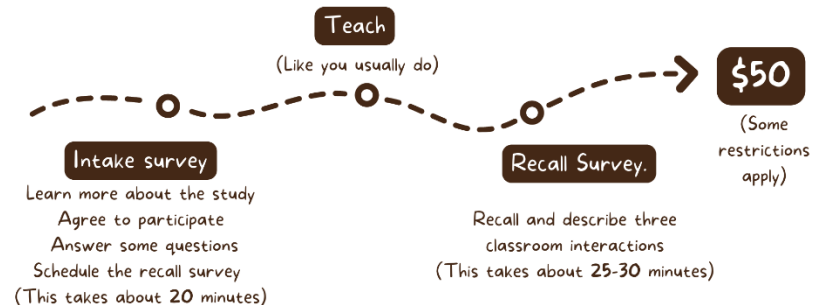 Teach
(Like you usually do)
$50
(Some
restrictions
apply)
Intake survey
Learn more about the study
Agree to participate
Answer some questions
Schedule the recall survey
(This takes about 20 minutes)
Recall Survey.
Recall and describe three
classroom interactions
(This takes about 25-30 minutes)